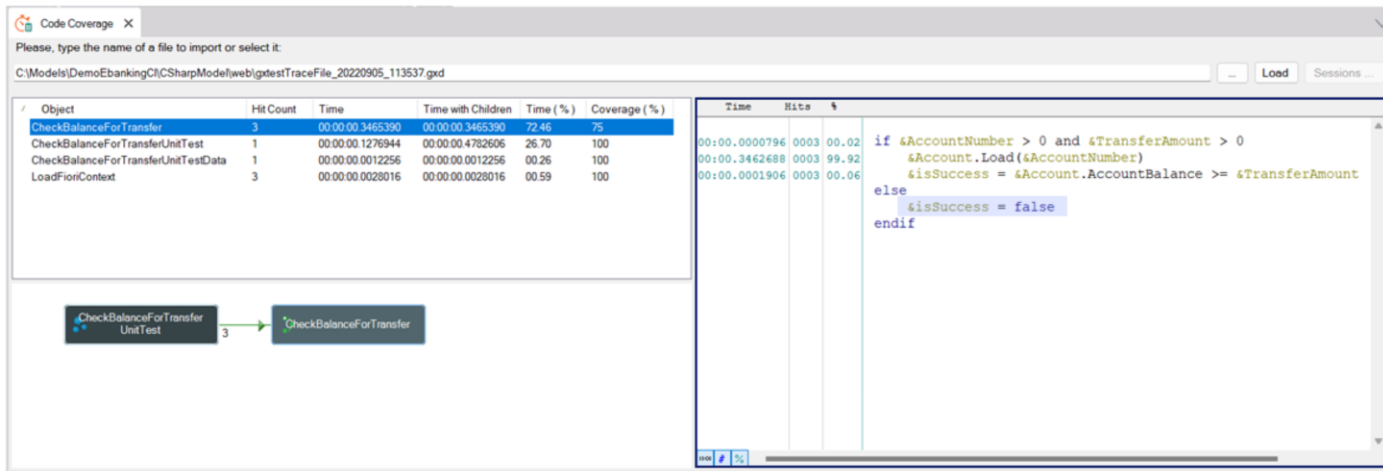 Code Coverage X
Please, type the name of a file to import or select it:
C:\Models\DemoEbankingCI\CSharpModel\web\gxtestTraceFile_20220905_113537.gxd ... Load Sessions ...
/ Object Hit Count Time Time with Children Time (%) Coverage (%)
CheckBalanceForTransfer 3 00:00:00.3465390 00:00:00.3465390 72.46 75
CheckBalanceForTransferUnitTest 1 00:00:00.1276944 00:00:00.4782606 26.70 100
CheckBalanceForTransferUnitTestData 1 00:00:00.0012256 00:00:00.0012256 00.26 100
LoadFioriContext 3 00:00:00.0028016 00:00:00.0028016 00.59 100
CheckBalanceForTransfer
UnitTest
3
CheckBalanceForTransfer
Time Hits %
00:00.0000796 0003 00.02 if &AccountNumber > 0 and &TransferAmount > 0
00:00.3462688 0003 99.92 &Account.Load(&AccountNumber)
00:00.0001906 0003 00.06 &isSuccess = &Account.AccountBalance >= &TransferAmount
else
&isSuccess = false
endif
# %